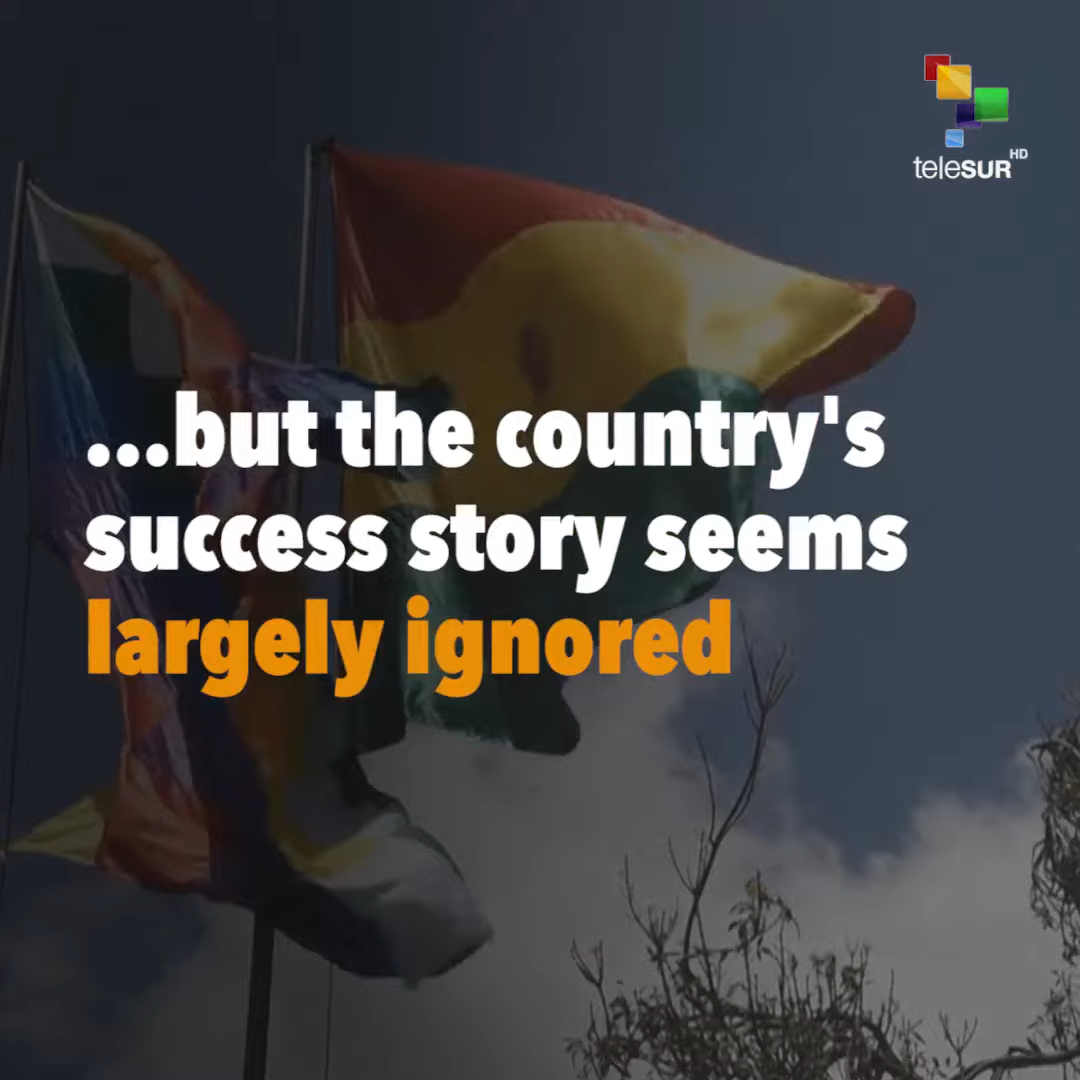 teleSUR HD
...but the country's
success story seems
largely ignored